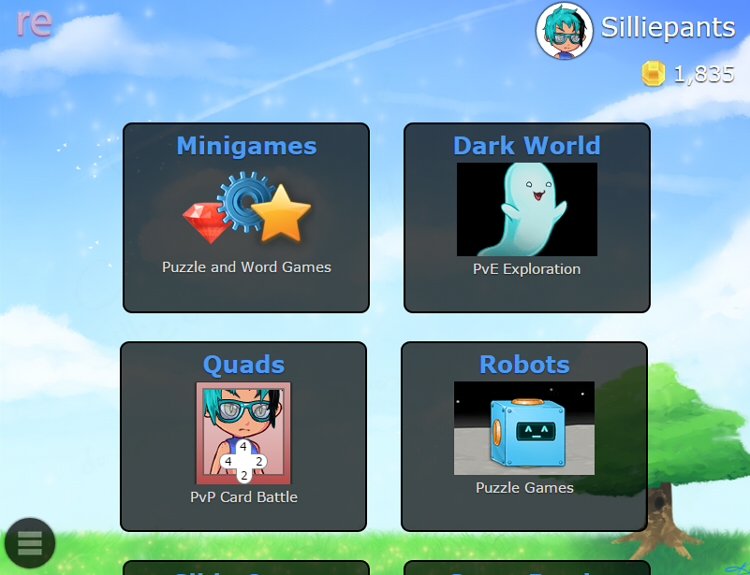 re
Silliepants
1,835
Minigames
Puzzle and Word Games
Dark World
PvE Exploration
Quads
4
4 2
2
PvP Card Battle
Robots
Puzzle Games